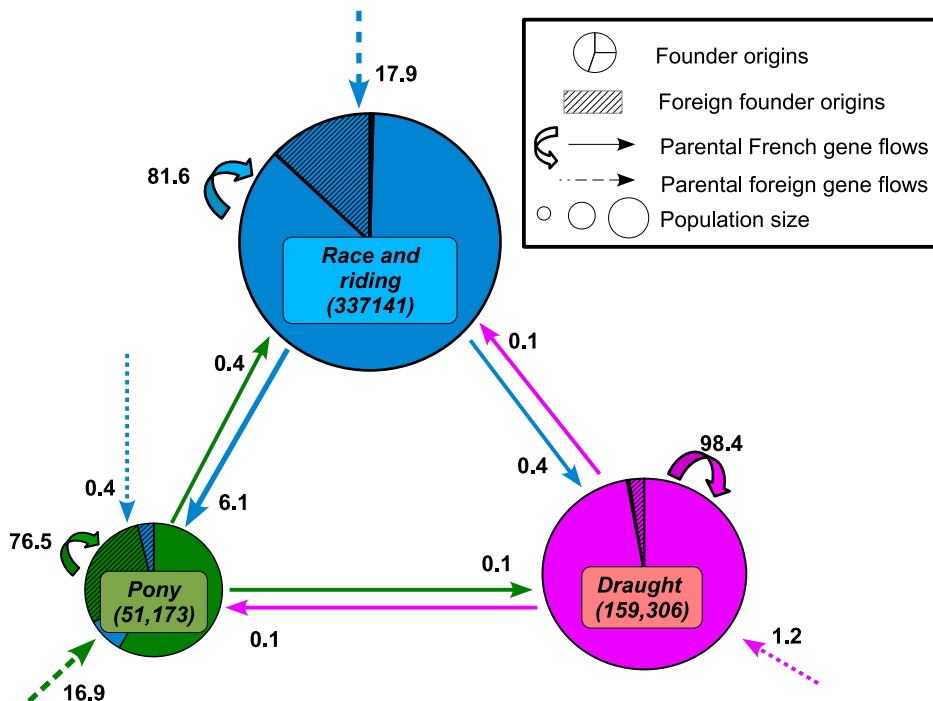 17.9
81.6
Race and
riding
(337141)
Founder origins
Foreign founder origins
Parental French gene flows
Parental foreign gene flows
Population size
0.4
0.1
0.4
6.1
0.4
98.4
76.5
Pony
(51,173)
0.1
0.1
Draught
(159,306)
1.2
16.9